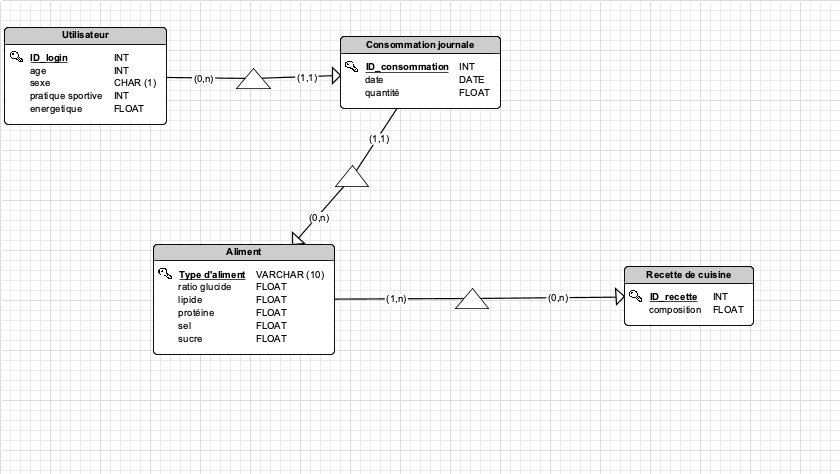 Utilisateur
ID_login INT
age INT
sexe CHAR (1)
pratique sportive INT
energetique FLOAT
(0,n)
(1,1)
Consommation journale
ID_consommation INT
date DATE
quantité FLOAT
(1,1)
(0,n)
Aliment
Type d'aliment VARCHAR (10)
ratio glucide FLOAT
lipide FLOAT
protéine FLOAT
sel FLOAT
sucre FLOAT
(1,n)
(0,n)
Recette de cuisine
ID_recette INT
composition FLOAT